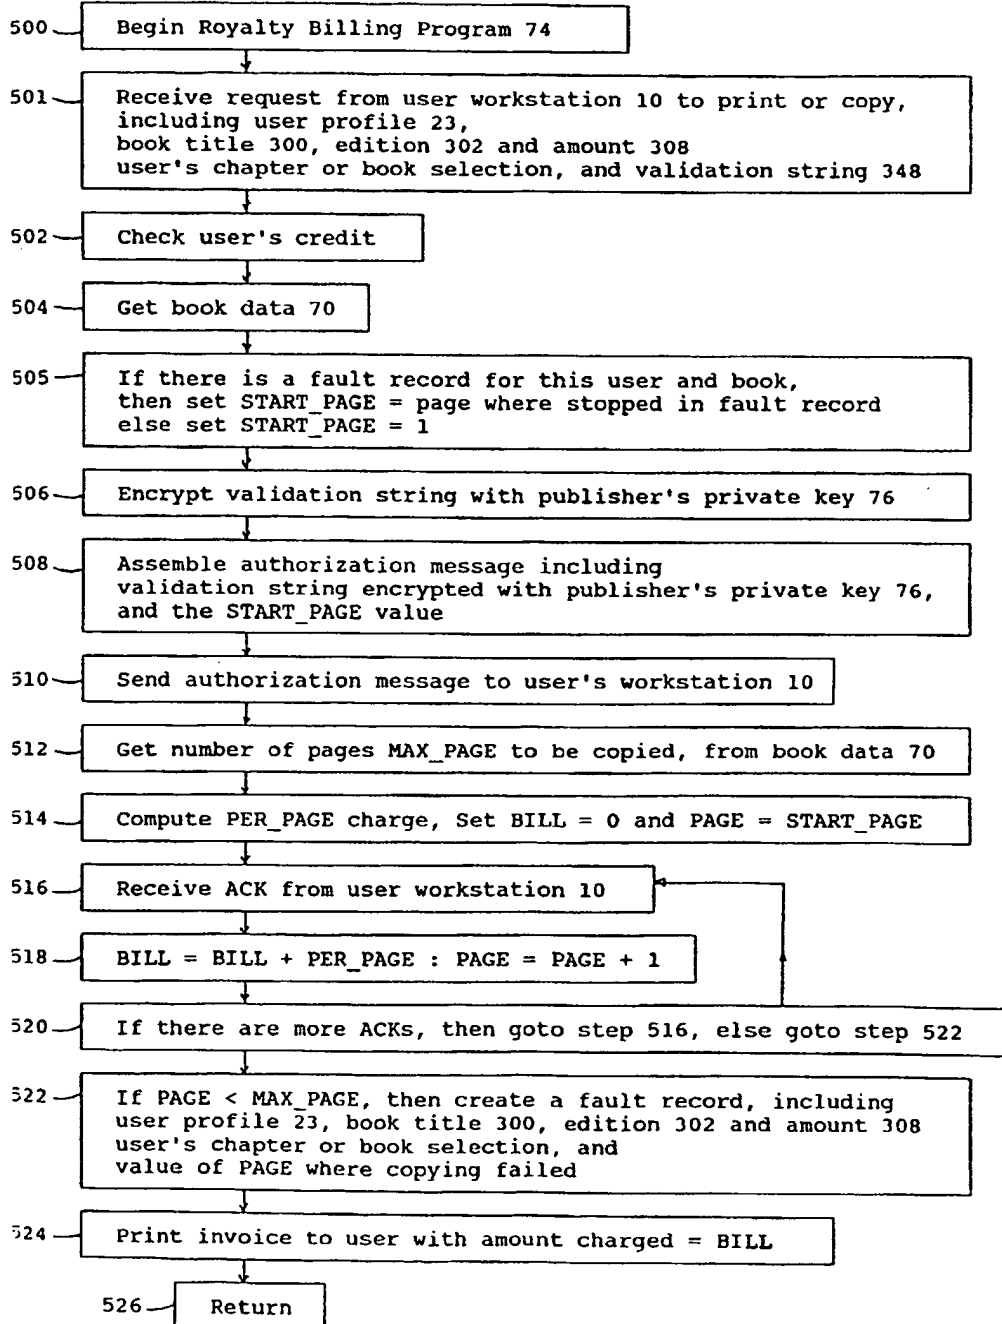 500 Begin Royalty Billing Program 74
501 Receive request from user workstation 10 to print or copy,
including user profile 23,
book title 300, edition 302 and amount 308
user's chapter or book selection, and validation string 348
502 Check user's credit
504 Get book data 70
505 If there is a fault record for this user and book,
then set START_PAGE = page where stopped in fault record
else set START_PAGE = 1
506 Encrypt validation string with publisher's private key 76
508 Assemble authorization message including
validation string encrypted with publisher's private key 76,
and the START_PAGE value
510 Send authorization message to user's workstation 10
512 Get number of pages MAX_PAGE to be copied, from book data 70
514 Compute PER_PAGE charge, Set BILL = 0 and PAGE = START_PAGE
516 Receive ACK from user workstation 10
518 BILL = BILL + PER_PAGE : PAGE = PAGE + 1
520 If there are more ACKs, then goto step 516, else goto step 522
522 If PAGE < MAX_PAGE, then create a fault record, including
user profile 23, book title 300, edition 302 and amount 308
user's chapter or book selection, and
value of PAGE where copying failed
524 Print invoice to user with amount charged = BILL
526 Return